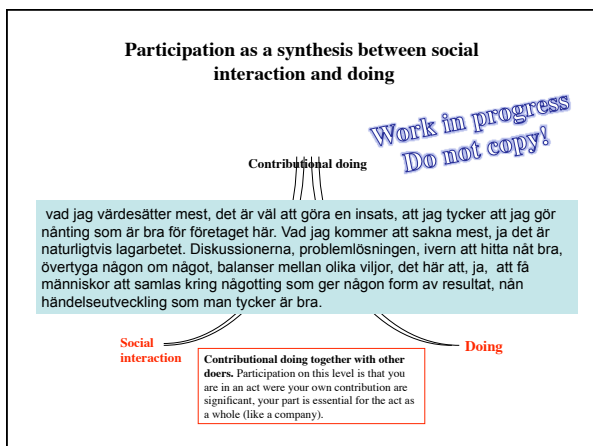 Participation as a synthesis between social
interaction and doing
Work in progress
Do not copy!
Contributional doing
vad jag värdesätter mest, det är väl att göra en insats, att jag tycker att jag gör
nånting som är bra för företaget här. Vad jag kommer att sakna mest, ja det är
naturligtvis lagarbetet. Diskussionerna, problemlösningen, ivern att hitta nåt bra,
övertyga någon om något, balanser mellan olika viljor, det här att, ja,  att få
människor att samlas kring någotting som ger någon form av resultat, nån
händelseutveckling som man tycker är bra.
Social
interaction
Doing
Contributional doing together with other
doers. Participation on this level is that you
are in an act were your own contribution are
significant, your part is essential for the act as
a whole (like a company).